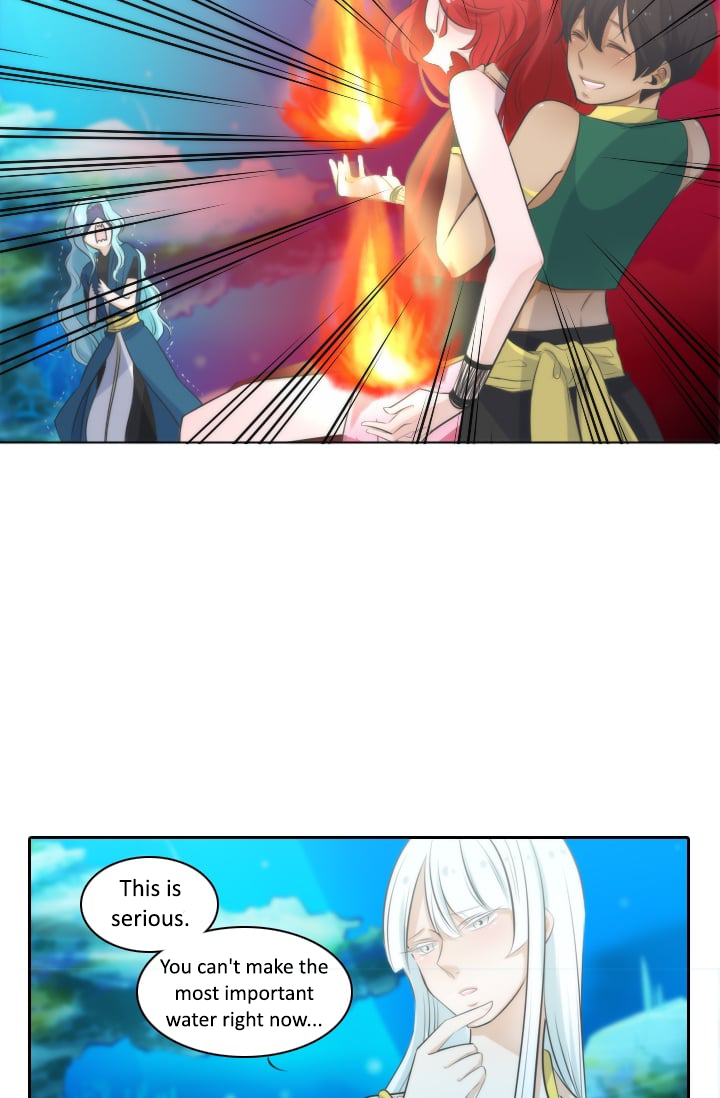 This is
serious.
You can't make the
most important
water right now...